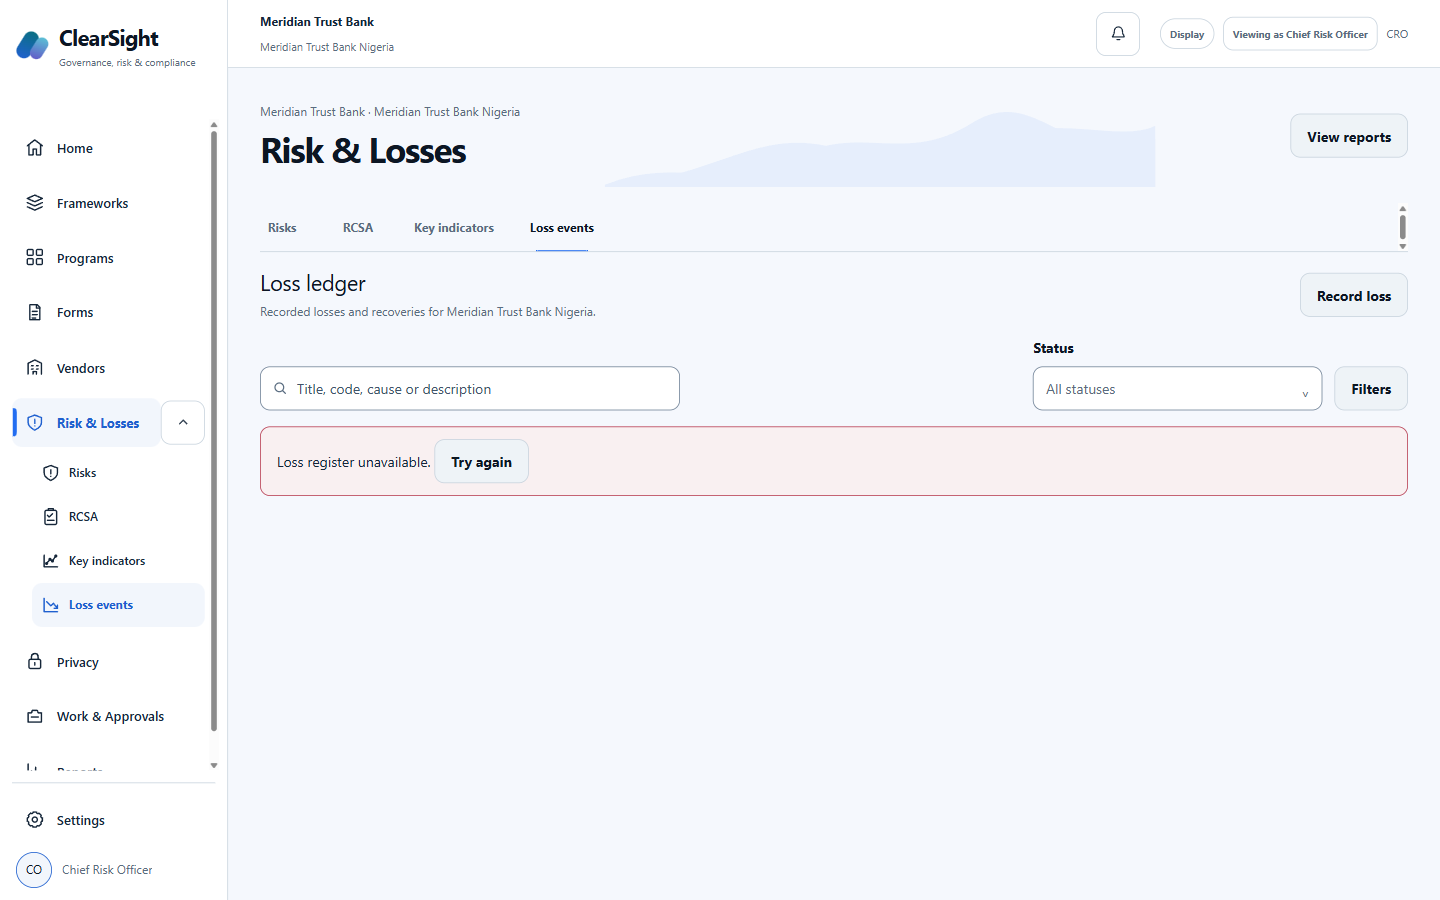 ClearSight
Governance, risk & compliance
Home
Frameworks
Programs
Forms
Vendors
Risk & Losses
Risks
RCSA
Key indicators
Loss events
Privacy
Work & Approvals
Settings
CO
Chief Risk Officer
Meridian Trust Bank
Meridian Trust Bank Nigeria
Display
Viewing as Chief Risk Officer
CRO
Meridian Trust Bank · Meridian Trust Bank Nigeria
Risk & Losses
View reports
Risks
RCSA
Key indicators
Loss events
Loss ledger
Recorded losses and recoveries for Meridian Trust Bank Nigeria.
Record loss
Status
Title, code, cause or description
All statuses
Filters
Loss register unavailable.
Try again